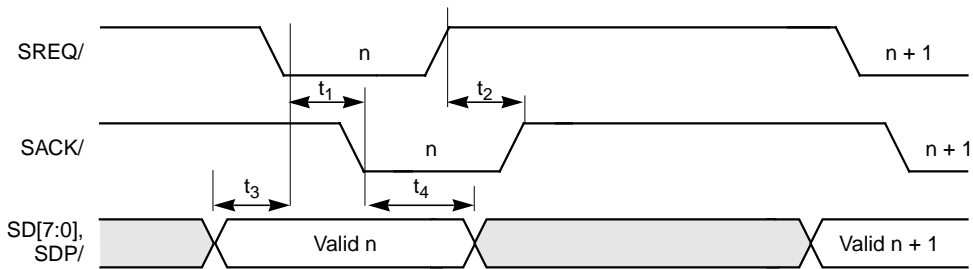 SREQ/
n
n + 1
t1
t2
SACK/
n
n + 1
t3
t4
SD[7:0],
SDP/
Valid n
Valid n + 1